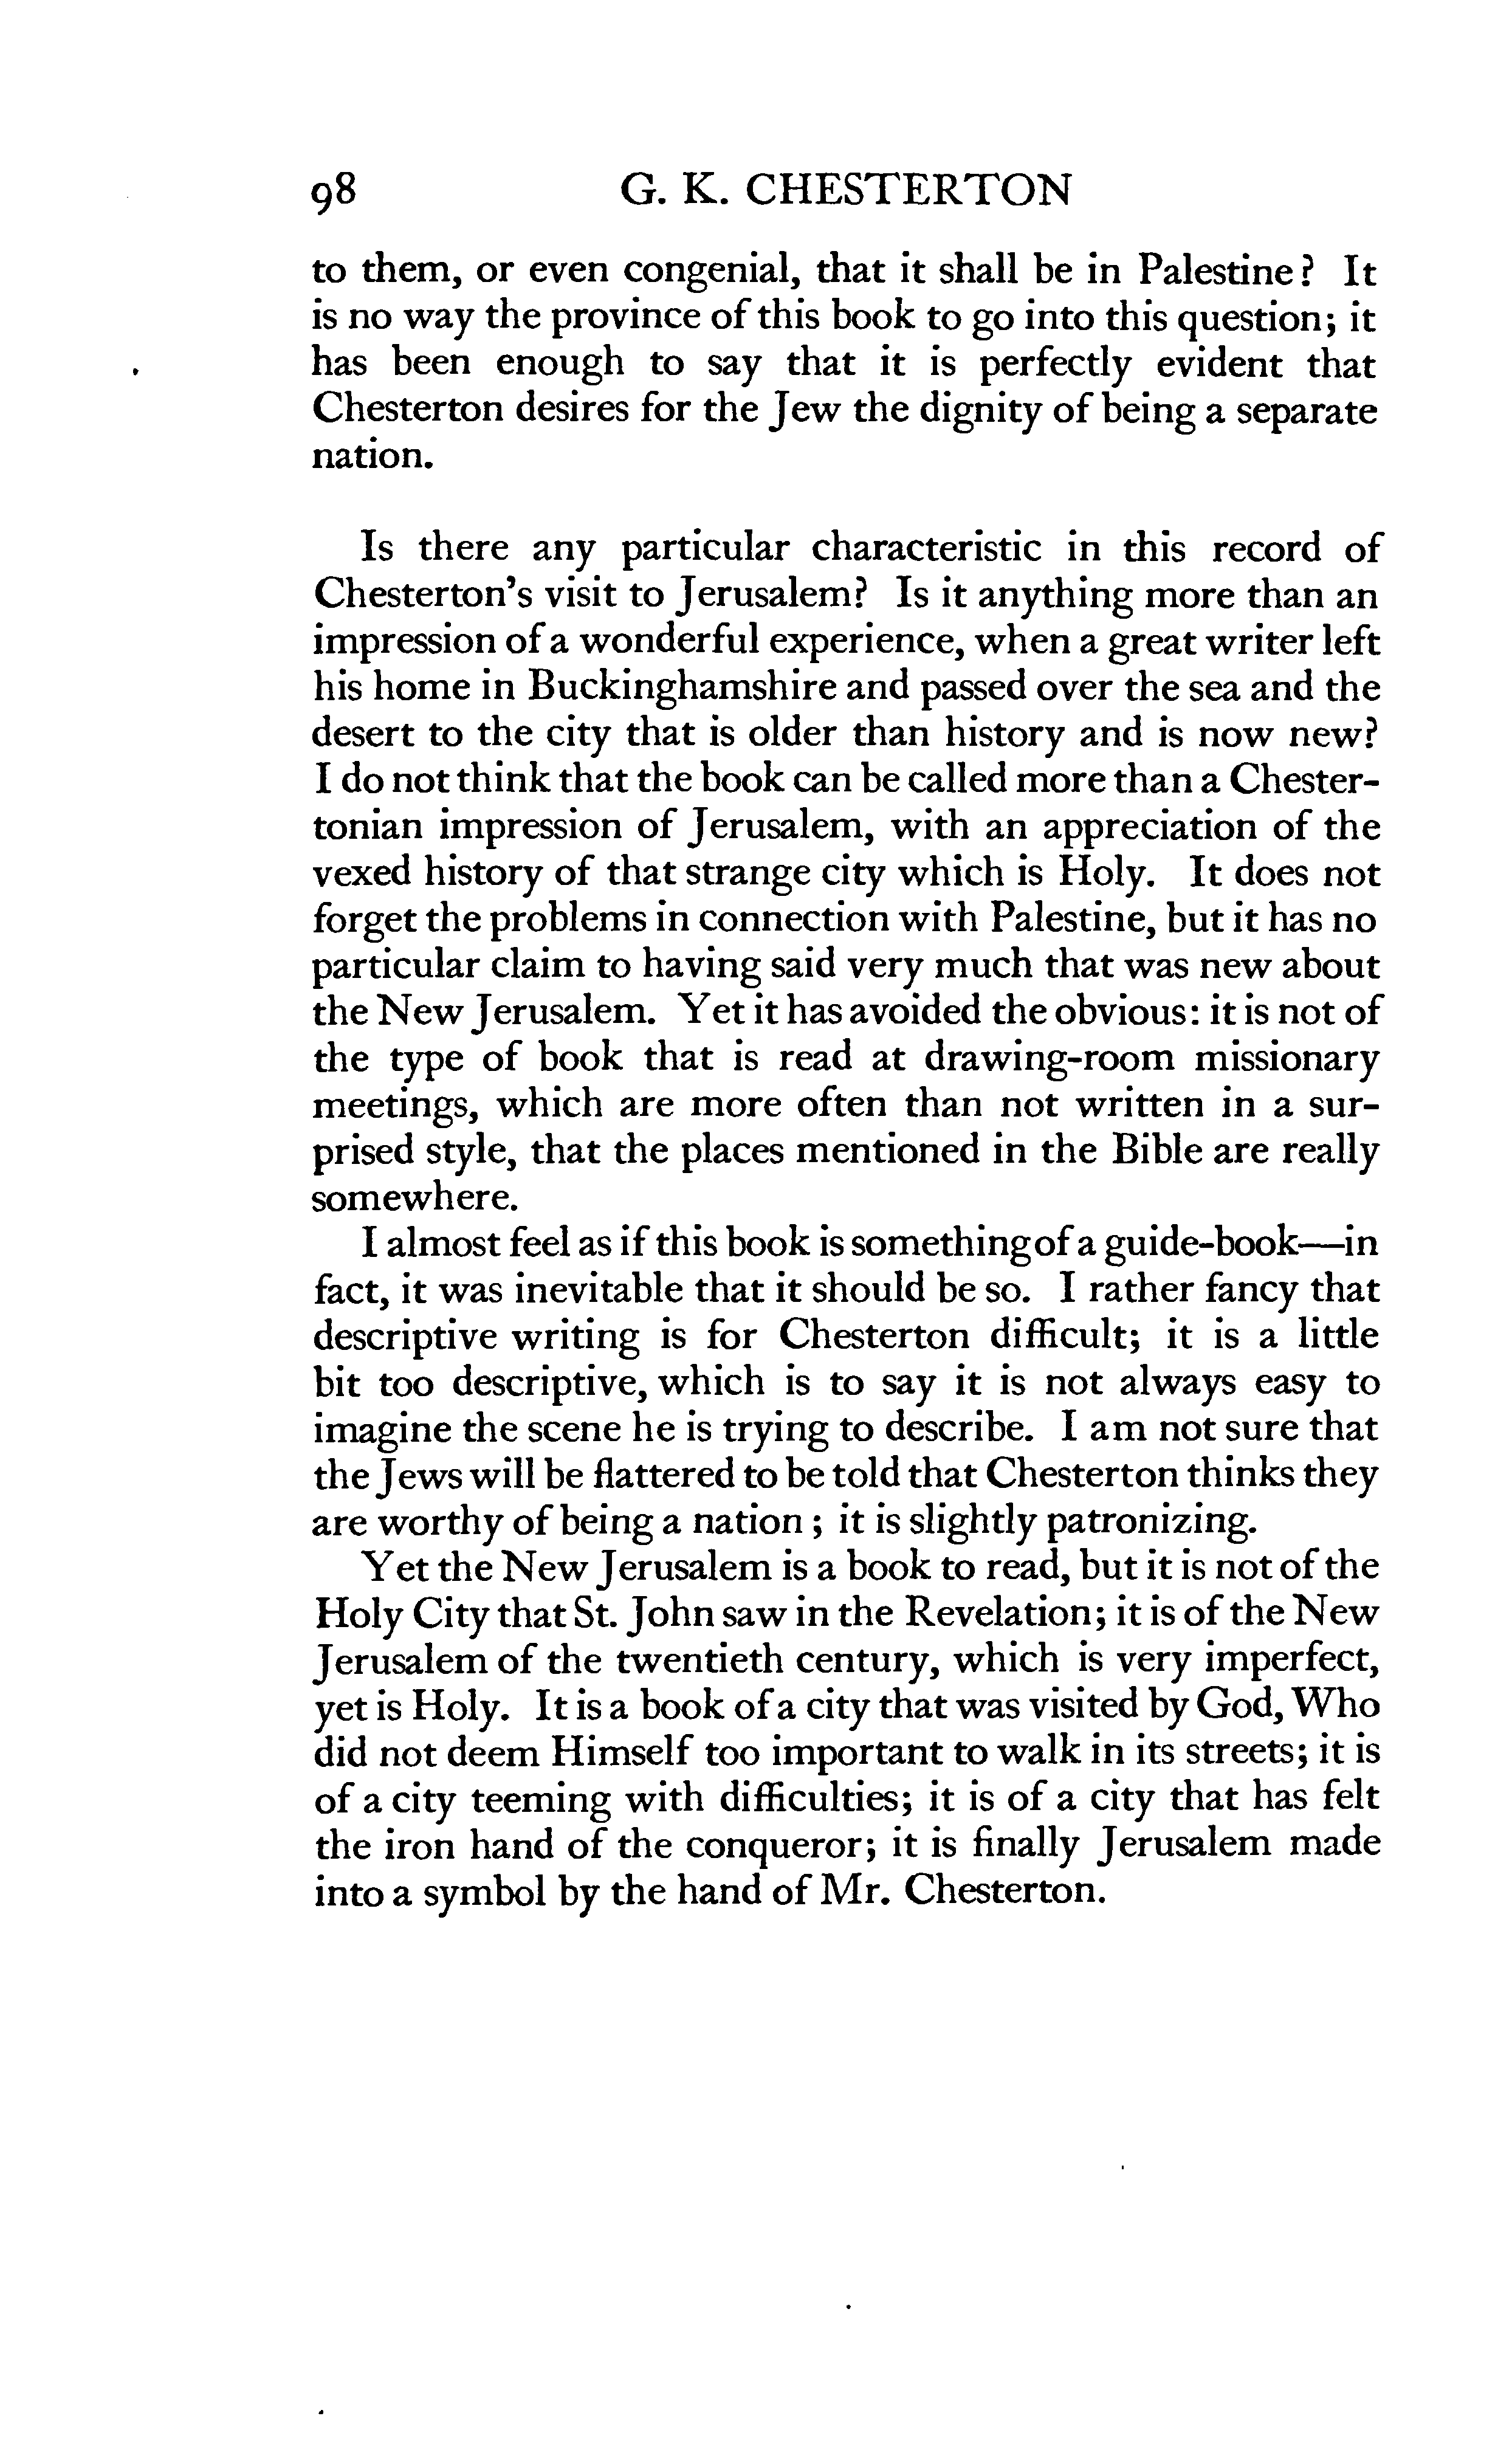 98 G. K. CHESTERTON
to them, or even congenial, that it shall be in Palestine? It
is no way the province of this book to go into this question; it
has been enough to say that it is perfectly evident that
Chesterton desires for the Jew the dignity of being a separate
nation.
Is there any particular characteristic in this record of
Chesterton's visit to Jerusalem? Is it anything more than an
impression of a wonderful experience, when a great writer left
his home in Buckinghamshire and passed over the sea and the
desert to the city that is older than history and is now new?
I do not think that the book can be called more than a Chester-
tonian impression of Jerusalem, with an appreciation of the
vexed history of that strange city which is Holy. It does not
forget the problems in connection with Palestine, but it has no
particular claim to having said very much that was new about
the New Jerusalem. Yet it has avoided the obvious: it is not of
the type of book that is read at drawing-room missionary
meetings, which are more often than not written in a sur-
prised style, that the places mentioned in the Bible are really
somewhere.
I almost feel as if this book is something of a guide-book—in
fact, it was inevitable that it should be so. I rather fancy that
descriptive writing is for Chesterton difficult; it is a little
bit too descriptive, which is to say it is not always easy to
imagine the scene he is trying to describe. I am not sure that
the Jews will be flattered to be told that Chesterton thinks they
are worthy of being a nation; it is slightly patronizing.
Yet the New Jerusalem is a book to read, but it is not of the
Holy City that St. John saw in the Revelation; it is of the New
Jerusalem of the twentieth century, which is very imperfect,
yet is Holy. It is a book of a city that was visited by God, Who
did not deem Himself too important to walk in its streets; it is
of a city teeming with difficulties; it is of a city that has felt
the iron hand of the conqueror; it is finally Jerusalem made
into a symbol by the hand of Mr. Chesterton.